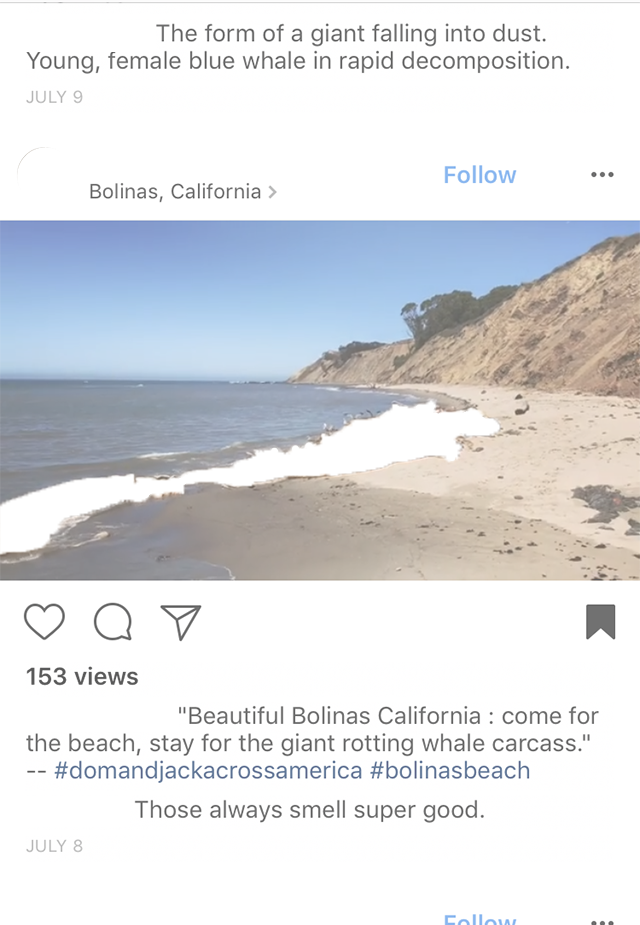 The form of a giant falling into dust.
Young, female blue whale in rapid decomposition.
JULY 9
Follow
Bolinas, California
153 views
"Beautiful Bolinas California : come for
the beach, stay for the giant rotting whale carcass."
-- #domandjackacrossamerica #bolinasbeach
Those always smell super good.
JULY 8
Follow